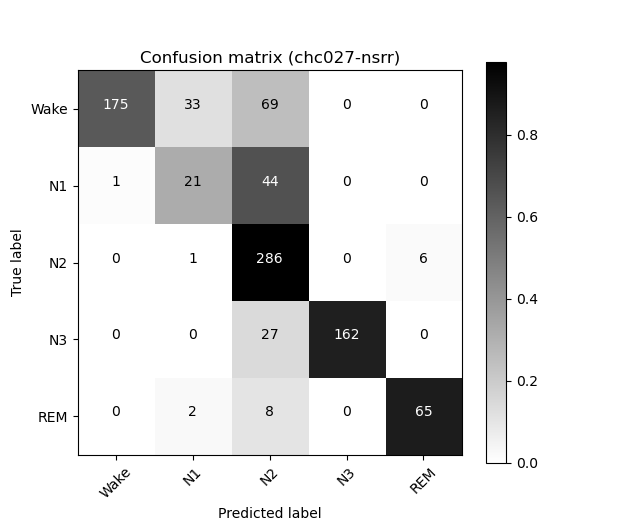 Confusion matrix (chc027-nsrr)
Wake 175 33 69 0 0
N1 1 21 44 0 0
N2 0 1 286 0 6
N3 0 0 27 162 0
REM 0 2 8 0 65
Wake N1 N2 N3 REM
Predicted label
True label
0.8
0.6
0.4
0.2
0.0